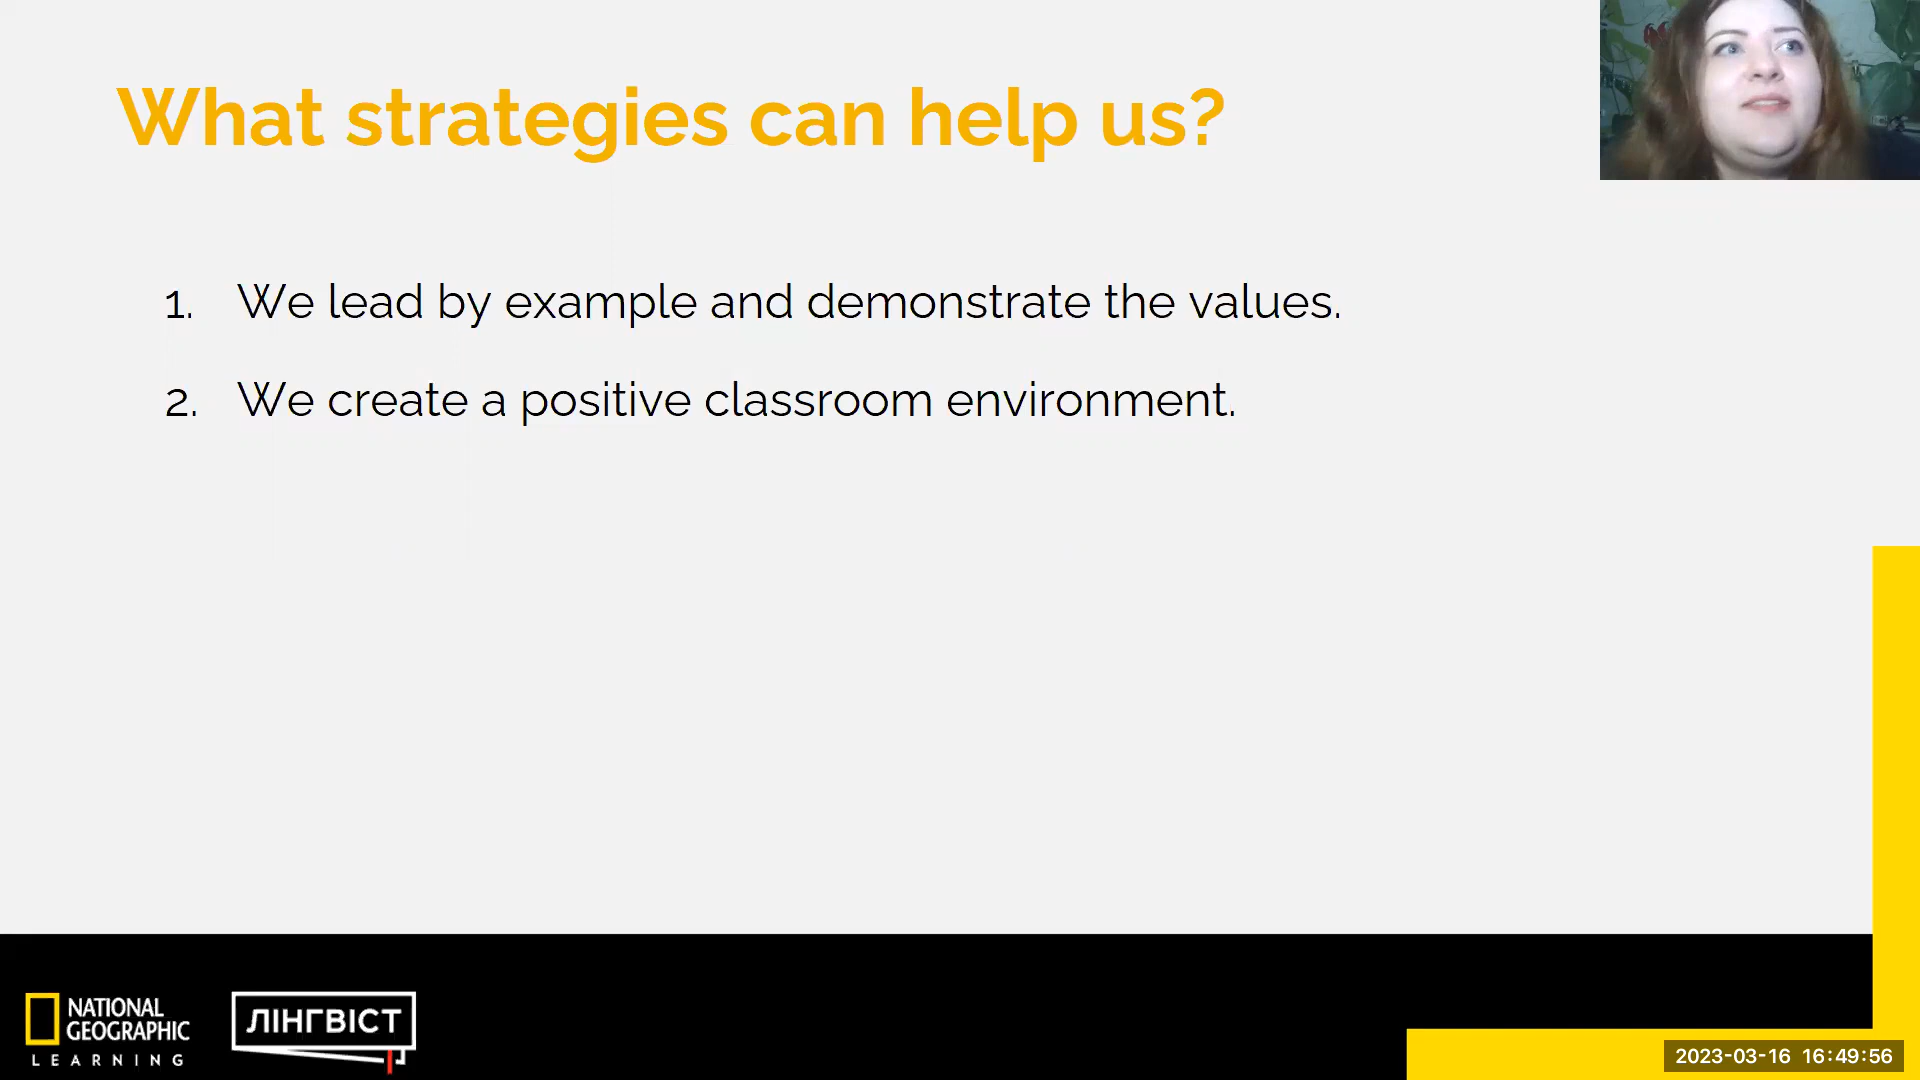 What strategies can help us?
1. We lead by example and demonstrate the values.
2. We create a positive classroom environment.
NATIONAL
GEOGRAPHIC
LEARNING
ЛІНГВІСТ
2023-03-16 16:49:56